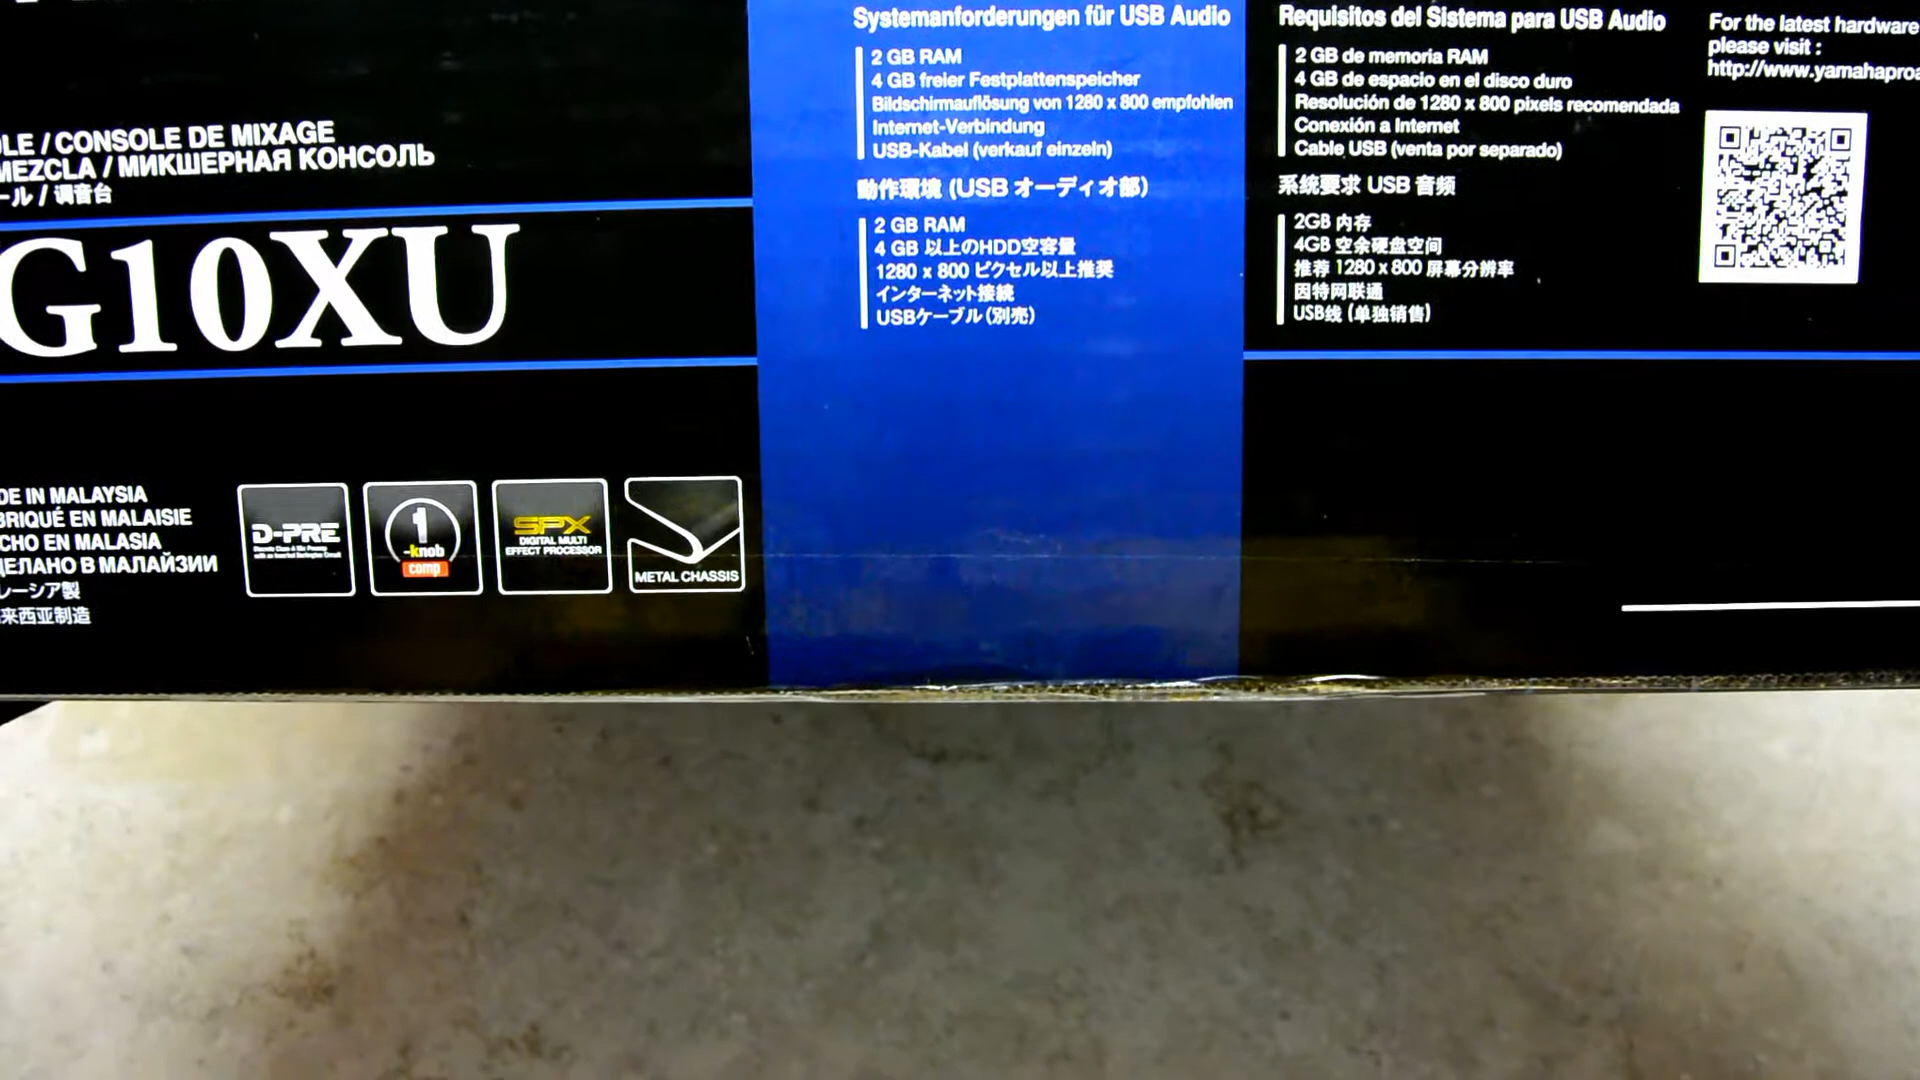 LE / CONSOLE DE MIXAGE
MEZCLA / МИКШЕРНАЯ КОНСОЛЬ
ール / 调音台
G10XU
DE IN MALAYSIA
BRIQUÉ EN MALAISIE
CHO EN MALASIA
ДЕЛАНО В МАЛАЙЗИИ
レーシア製
来西亚制造
D-PRE
1
-knob
comp
SPX
DIGITAL MULTI
EFFECT PROCESSOR
METAL CHASSIS
Systemanforderungen für USB Audio
2 GB RAM
4 GB freier Festplattenspeicher
Bildschirmauflösung von 1280 x 800 empfohlen
Internet-Verbindung
USB-Kabel (verkauf einzeln)
動作環境 (USB オーディオ部)
2 GB RAM
4 GB 以上のHDD空容量
1280 x 800 ピクセル以上推奨
インターネット接続
USBケーブル (別売)
Requisitos del Sistema para USB Audio
2 GB de memoria RAM
4 GB de espacio en el disco duro
Resolución de 1280 x 800 pixels recomendada
Conexión a Internet
Cable USB (venta por separado)
系统要求 USB 音频
2GB 内存
4GB 空余硬盘空间
推荐 1280 x 800 屏幕分辨率
因特网联通
USB线 (单独销售)
For the latest hardware
please visit :
http://www.yamahaproa